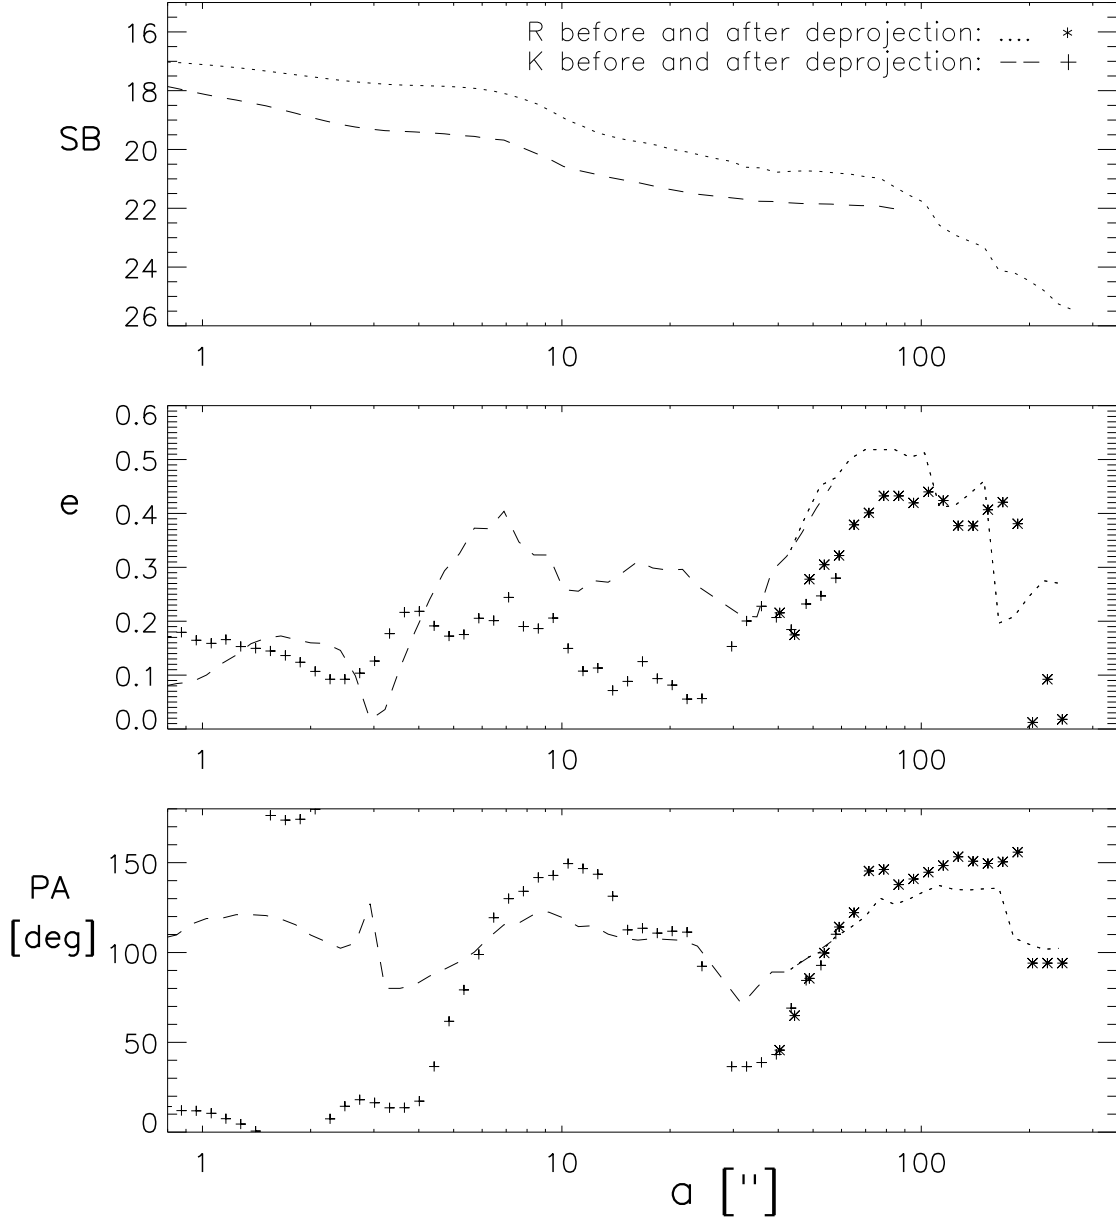 R before and after deprojection: .... *
K before and after deprojection: — — +
16
18
SB
20
22
24
26
1 10 100
0.6
0.5
e
0.4
0.3
0.2
0.1
0.0
1 10 100
150
PA
[deg]
100
50
0
1 10 100
a ["]